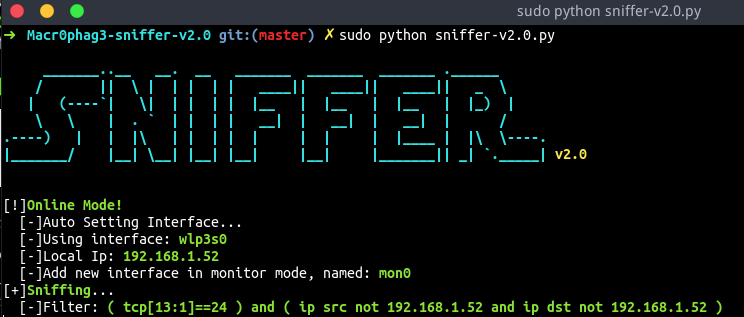 sudo python sniffer-v2.0.py
➜ Macr0phag3-sniffer-v2.0 git:(master) ✗ sudo python sniffer-v2.0.py
SNIFFER
v2.0
[!]Online Mode!
[-]Auto Setting Interface...
[-]Using interface: wlp3s0
[-]Local Ip: 192.168.1.52
[-]Add new interface in monitor mode, named: mon0
[+]Sniffing...
[-]Filter: ( tcp[13:1]==24 ) and ( ip src not 192.168.1.52 and ip dst not 192.168.1.52 )